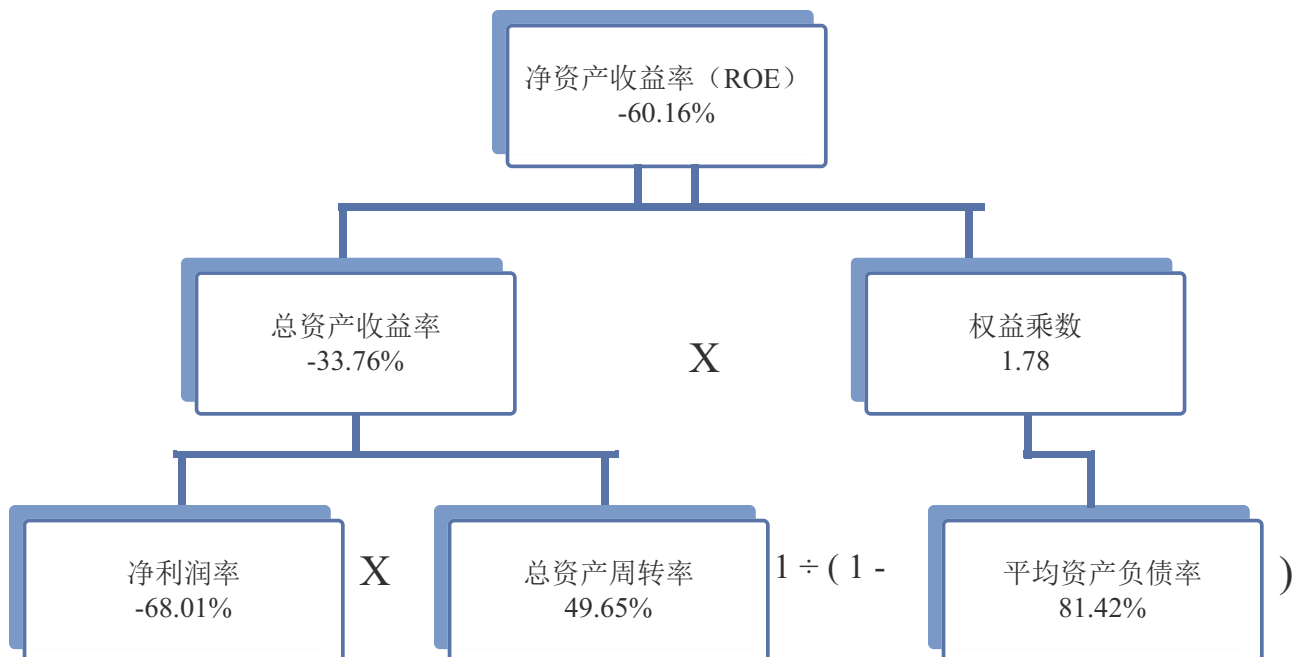 净资产收益率（ROE）
-60.16%
总资产收益率
-33.76%
X
权益乘数
1.78
净利润率
-68.01%
X
总资产周转率
49.65%
1 ÷ ( 1 -
平均资产负债率
81.42%
)